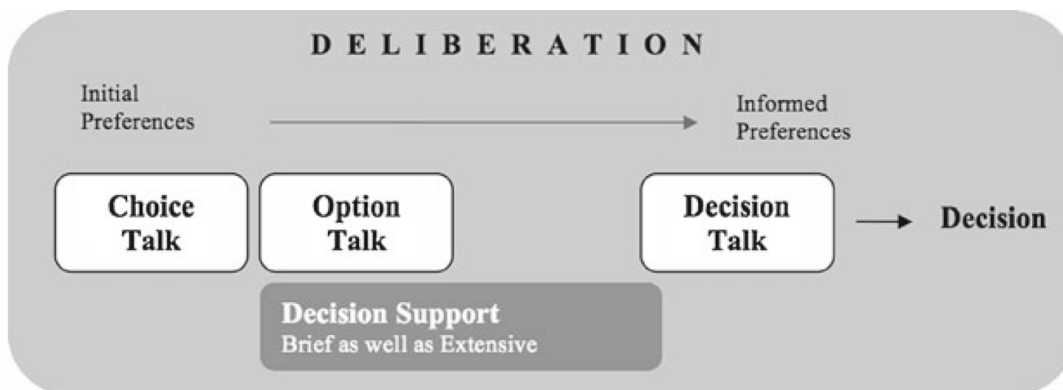 DELIBERATION
Initial
Preferences
Informed
Preferences
Choice
Talk
Option
Talk
Decision
Talk
Decision
Decision Support
Brief as well as Extensive